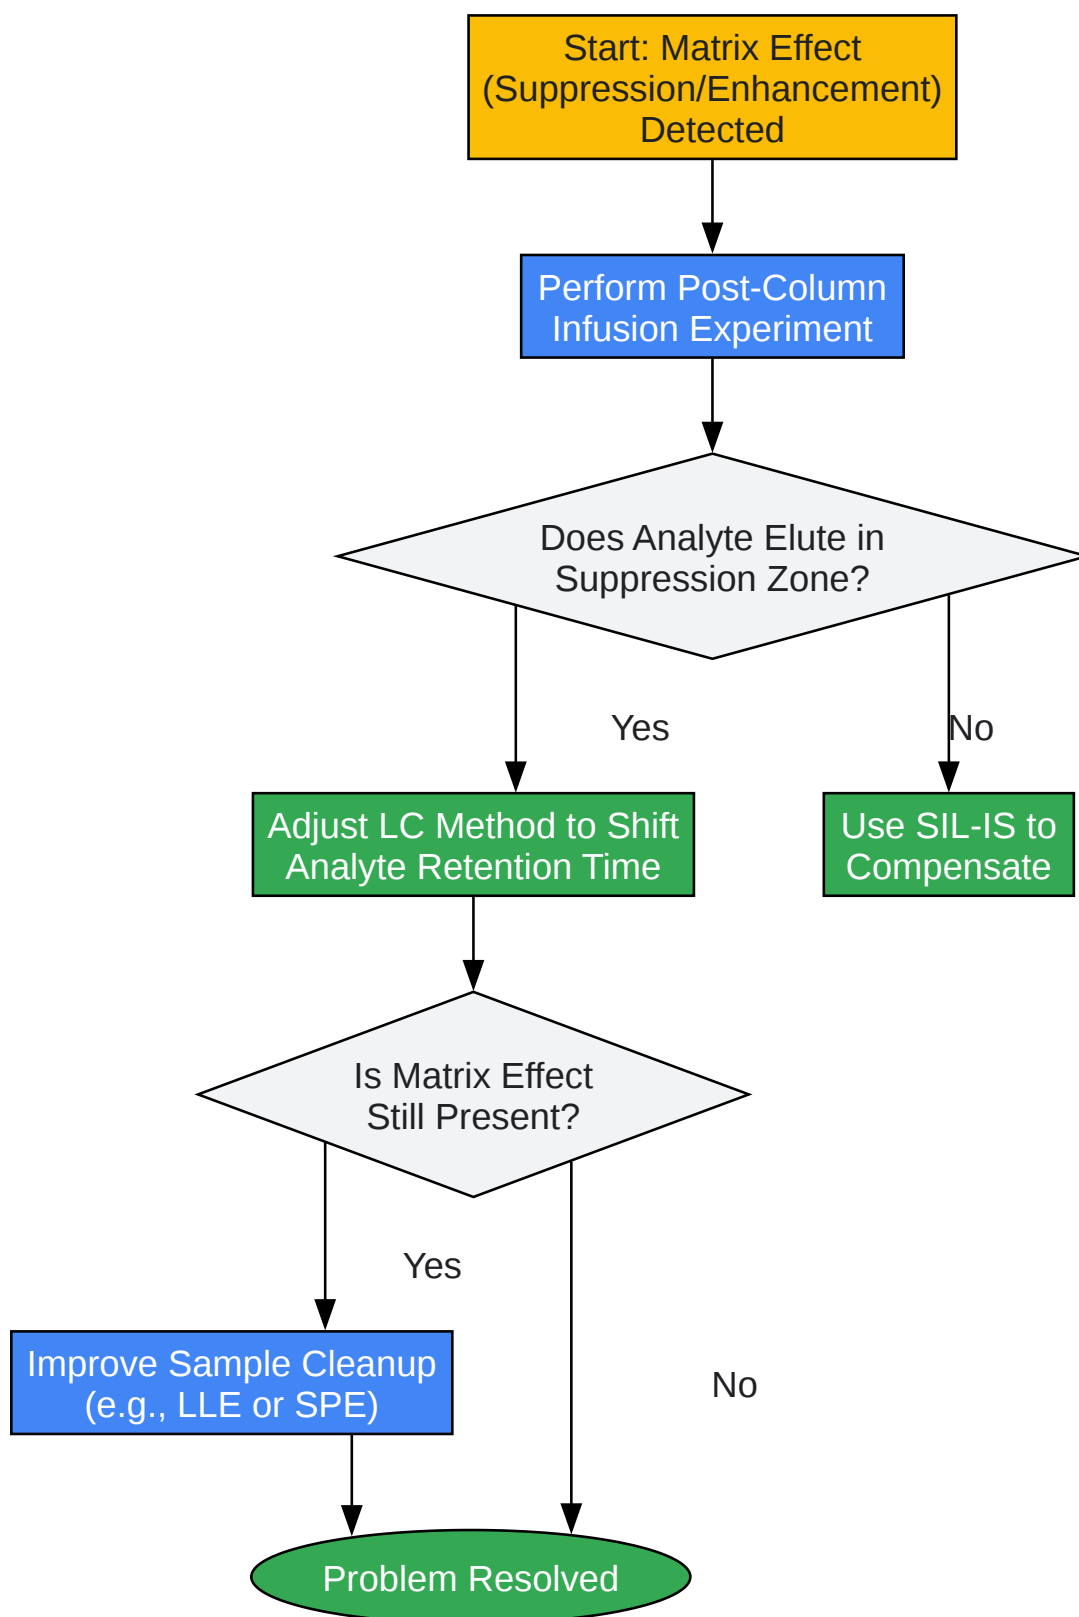 Start: Matrix Effect
(Suppression/Enhancement)
Detected
Perform Post-Column
Infusion Experiment
Does Analyte Elute in
Suppression Zone?
Yes
No
Adjust LC Method to Shift
Analyte Retention Time
Use SIL-IS to
Compensate
Is Matrix Effect
Still Present?
Yes
Improve Sample Cleanup
(e.g., LLE or SPE)
No
Problem Resolved